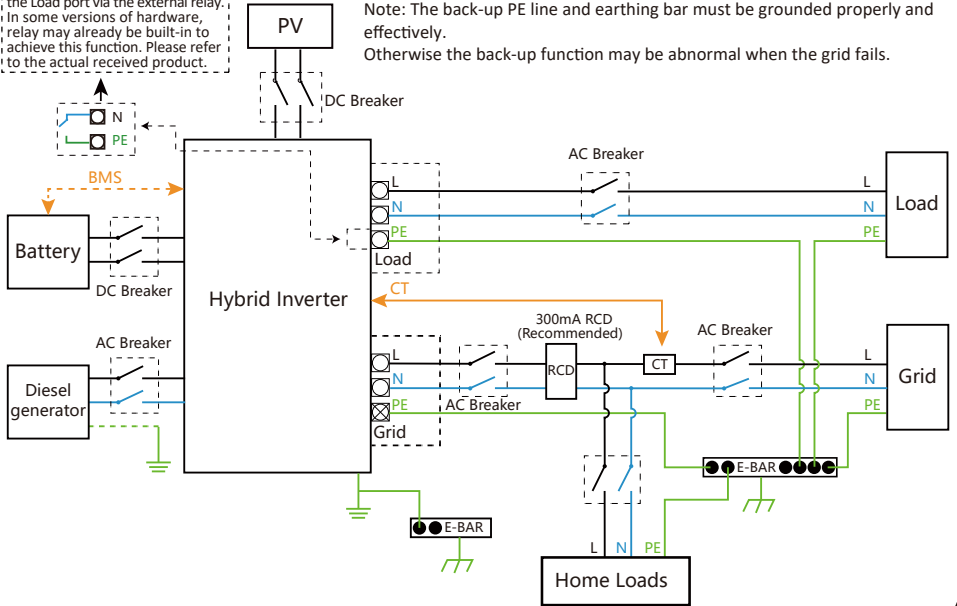 the Load port via the external relay.
In some versions of hardware,
relay may already be built-in to
achieve this function. Please refer
to the actual received product.
Note: The back-up PE line and earthing bar must be grounded properly and
effectively.
Otherwise the back-up function may be abnormal when the grid fails.
PV
DC Breaker
N
PE
BMS
Battery
DC Breaker
AC Breaker
Diesel
generator
Hybrid Inverter
L
N
PE
Load
AC Breaker
L
N
PE
Load
CT
300mA RCD
(Recommended)
L
N
PE
Grid
AC Breaker
RCD
CT
AC Breaker
L
N
PE
Grid
E-BAR
E-BAR
L
N
PE
Home Loads